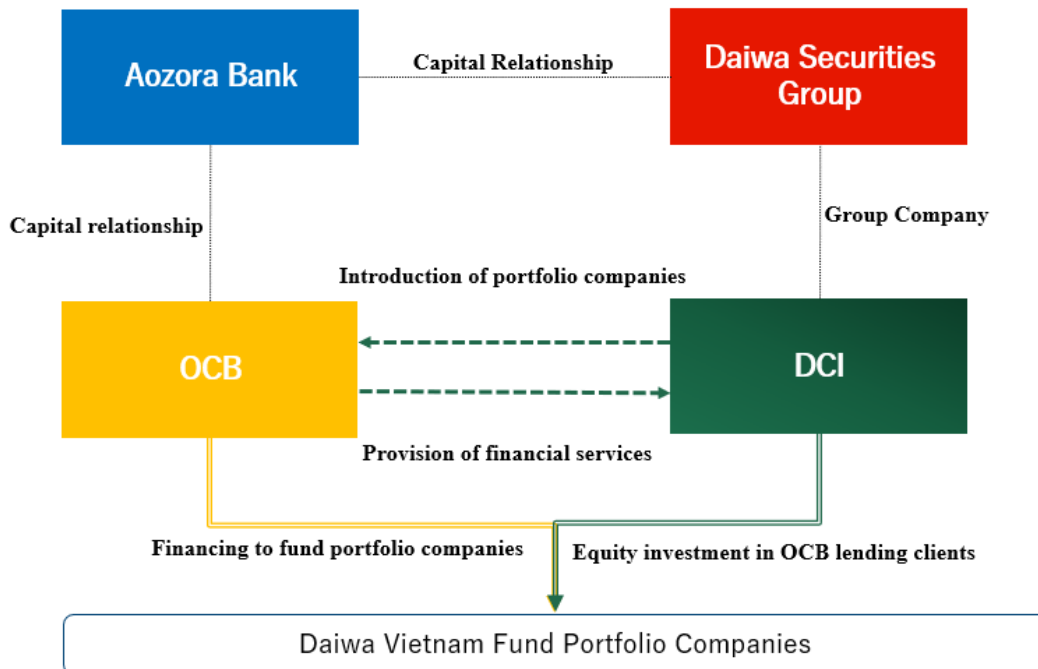 Aozora Bank
Capital Relationship
Daiwa Securities
Group
Capital relationship
Group Company
Introduction of portfolio companies
OCB
DCI
Provision of financial services
Financing to fund portfolio companies
Equity investment in OCB lending clients
Daiwa Vietnam Fund Portfolio Companies